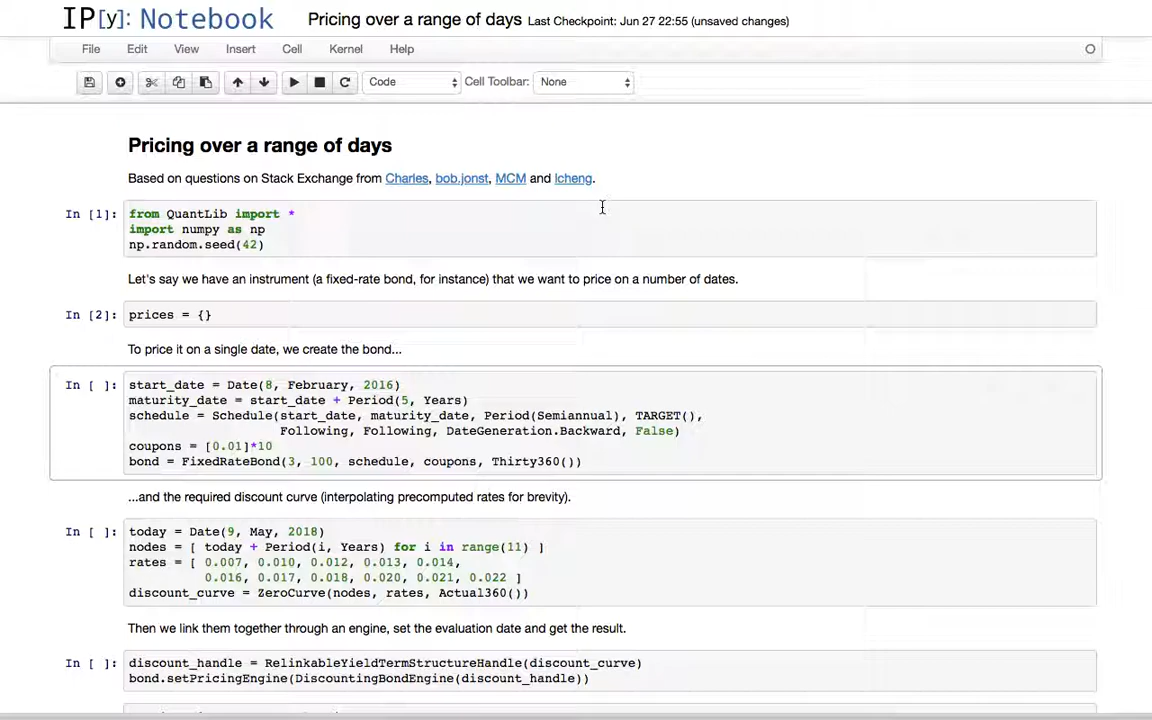 IP[y]: Notebook
Pricing over a range of days Last Checkpoint: Jun 27 22:55 (unsaved changes)
File Edit View Insert Cell Kernel Help
Code Cell Toolbar: None
Pricing over a range of days
Based on questions on Stack Exchange from Charles, bob.jonst, MCM and lcheng.
In [1]: from QuantLib import *
import numpy as np
np.random.seed(42)
Let's say we have an instrument (a fixed-rate bond, for instance) that we want to price on a number of dates.
In [2]: prices = {}
To price it on a single date, we create the bond...
In [ ]: start_date = Date(8, February, 2016)
maturity_date = start_date + Period(5, Years)
schedule = Schedule(start_date, maturity_date, Period(Semiannual), TARGET(),
Following, Following, DateGeneration.Backward, False)
coupons = [0.01]*10
bond = FixedRateBond(3, 100, schedule, coupons, Thirty360())
...and the required discount curve (interpolating precomputed rates for brevity).
In [ ]: today = Date(9, May, 2018)
nodes = [ today + Period(i, Years) for i in range(11) ]
rates = [ 0.007, 0.010, 0.012, 0.013, 0.014,
0.016, 0.017, 0.018, 0.020, 0.021, 0.022 ]
discount_curve = ZeroCurve(nodes, rates, Actual360())
Then we link them together through an engine, set the evaluation date and get the result.
In [ ]: discount_handle = RelinkableYieldTermStructureHandle(discount_curve)
bond.setPricingEngine(DiscountingBondEngine(discount_handle))